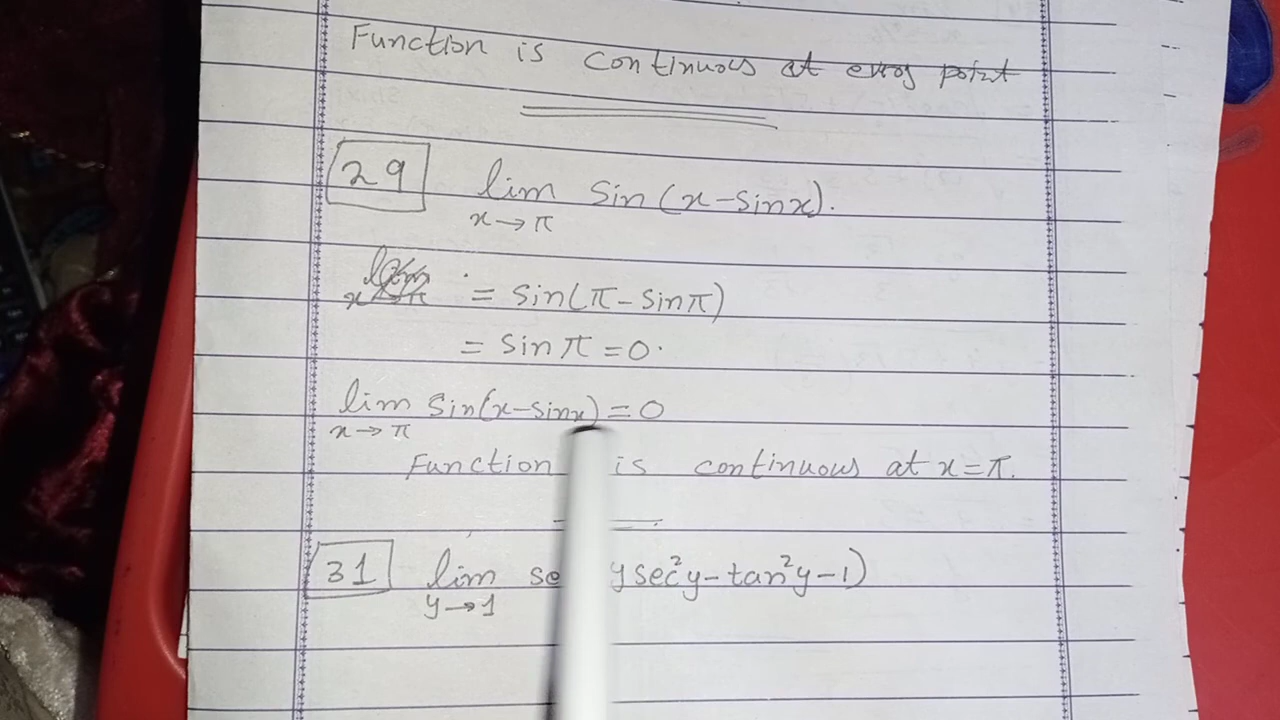 Function is continuous at every point
29 lim sin(x-sinx).
x→π
= sin(π-sinπ)
= sinπ=0.
lim sin(x-sinx)=0
x→π
Function is continuous at x=π.
31 lim se ysec²y-tan²y-1)
y→1